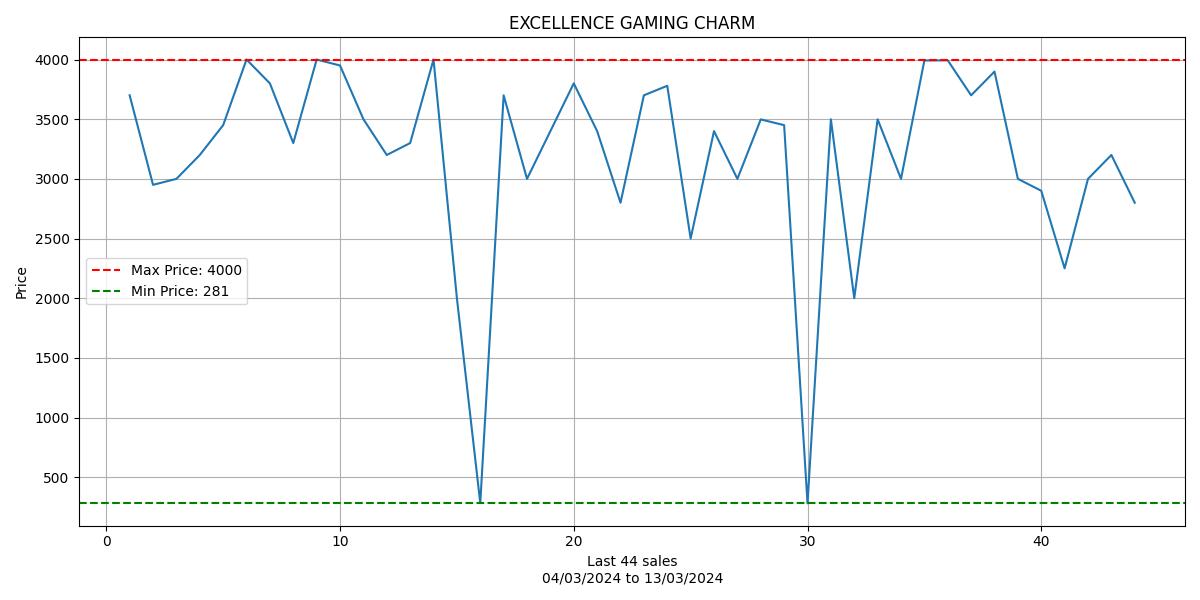 EXCELLENCE GAMING CHARM
4000
3500
3000
2500
2000
1500
1000
500
Price
Max Price: 4000
Min Price: 281
0
10
20
30
40
Last 44 sales
04/03/2024 to 13/03/2024